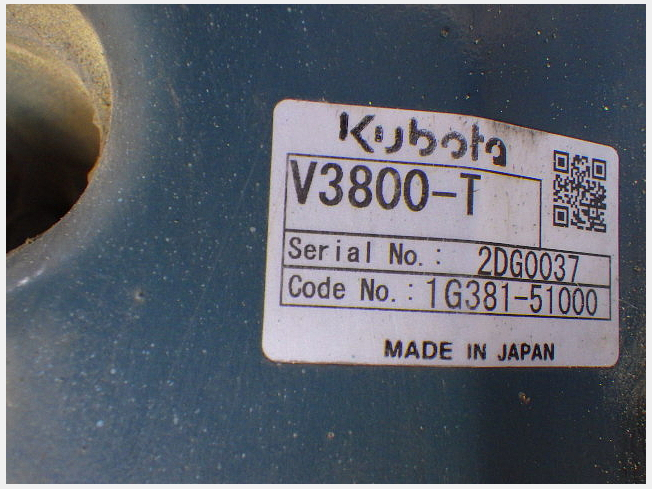 Kubota
V3800-T
Serial No.: 2DG0037
Code No.: 1G381-51000
MADE IN JAPAN